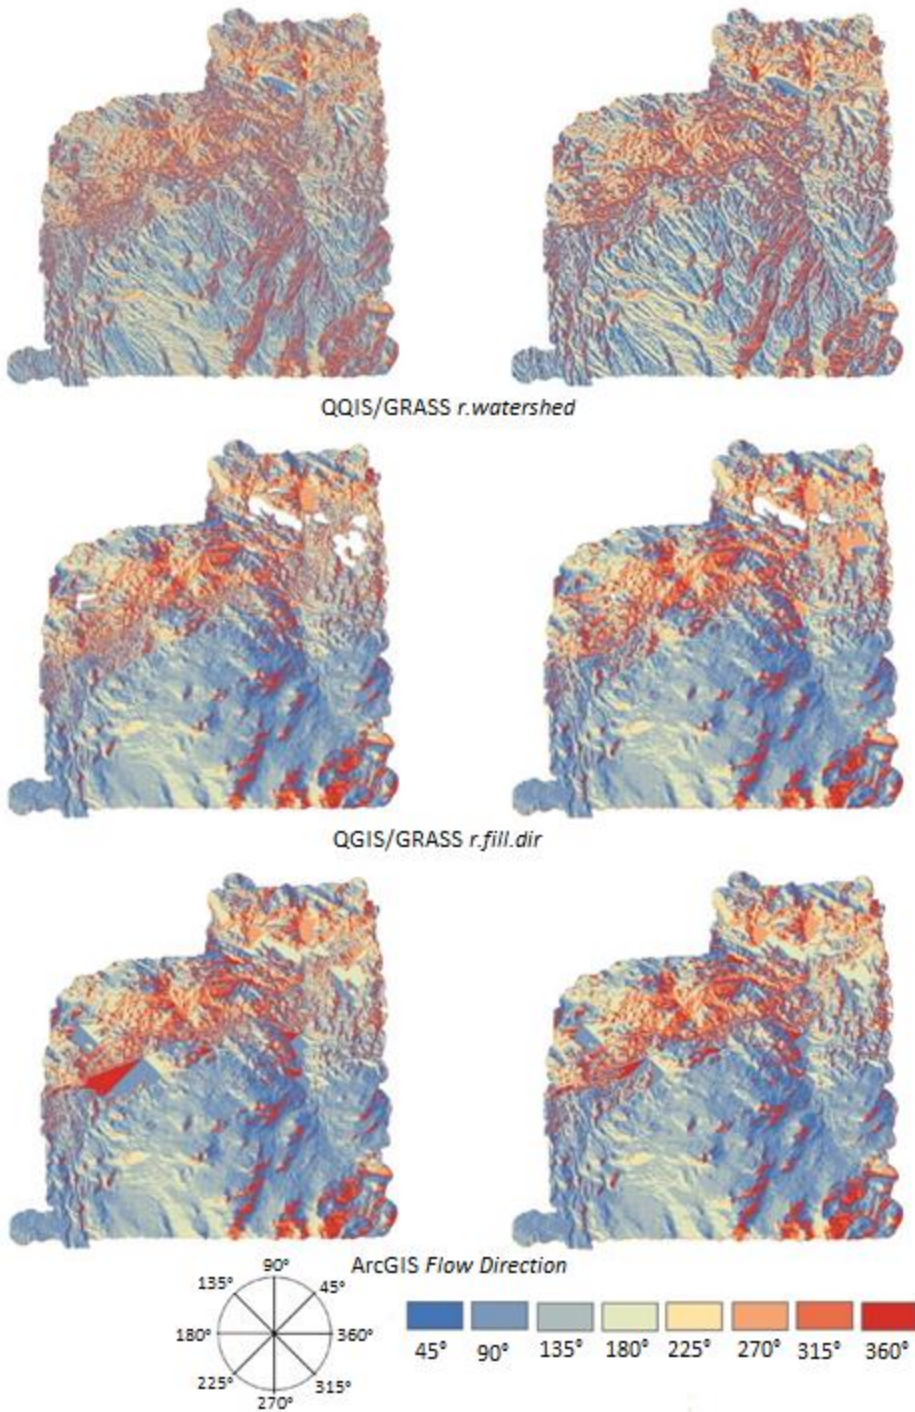 QQIS/GRASS r.watershed
QGIS/GRASS r.fill.dir
ArcGIS Flow Direction
90°
135°
45°
180°
360°
225°
315°
270°
45° 90° 135° 180° 225° 270° 315° 360°